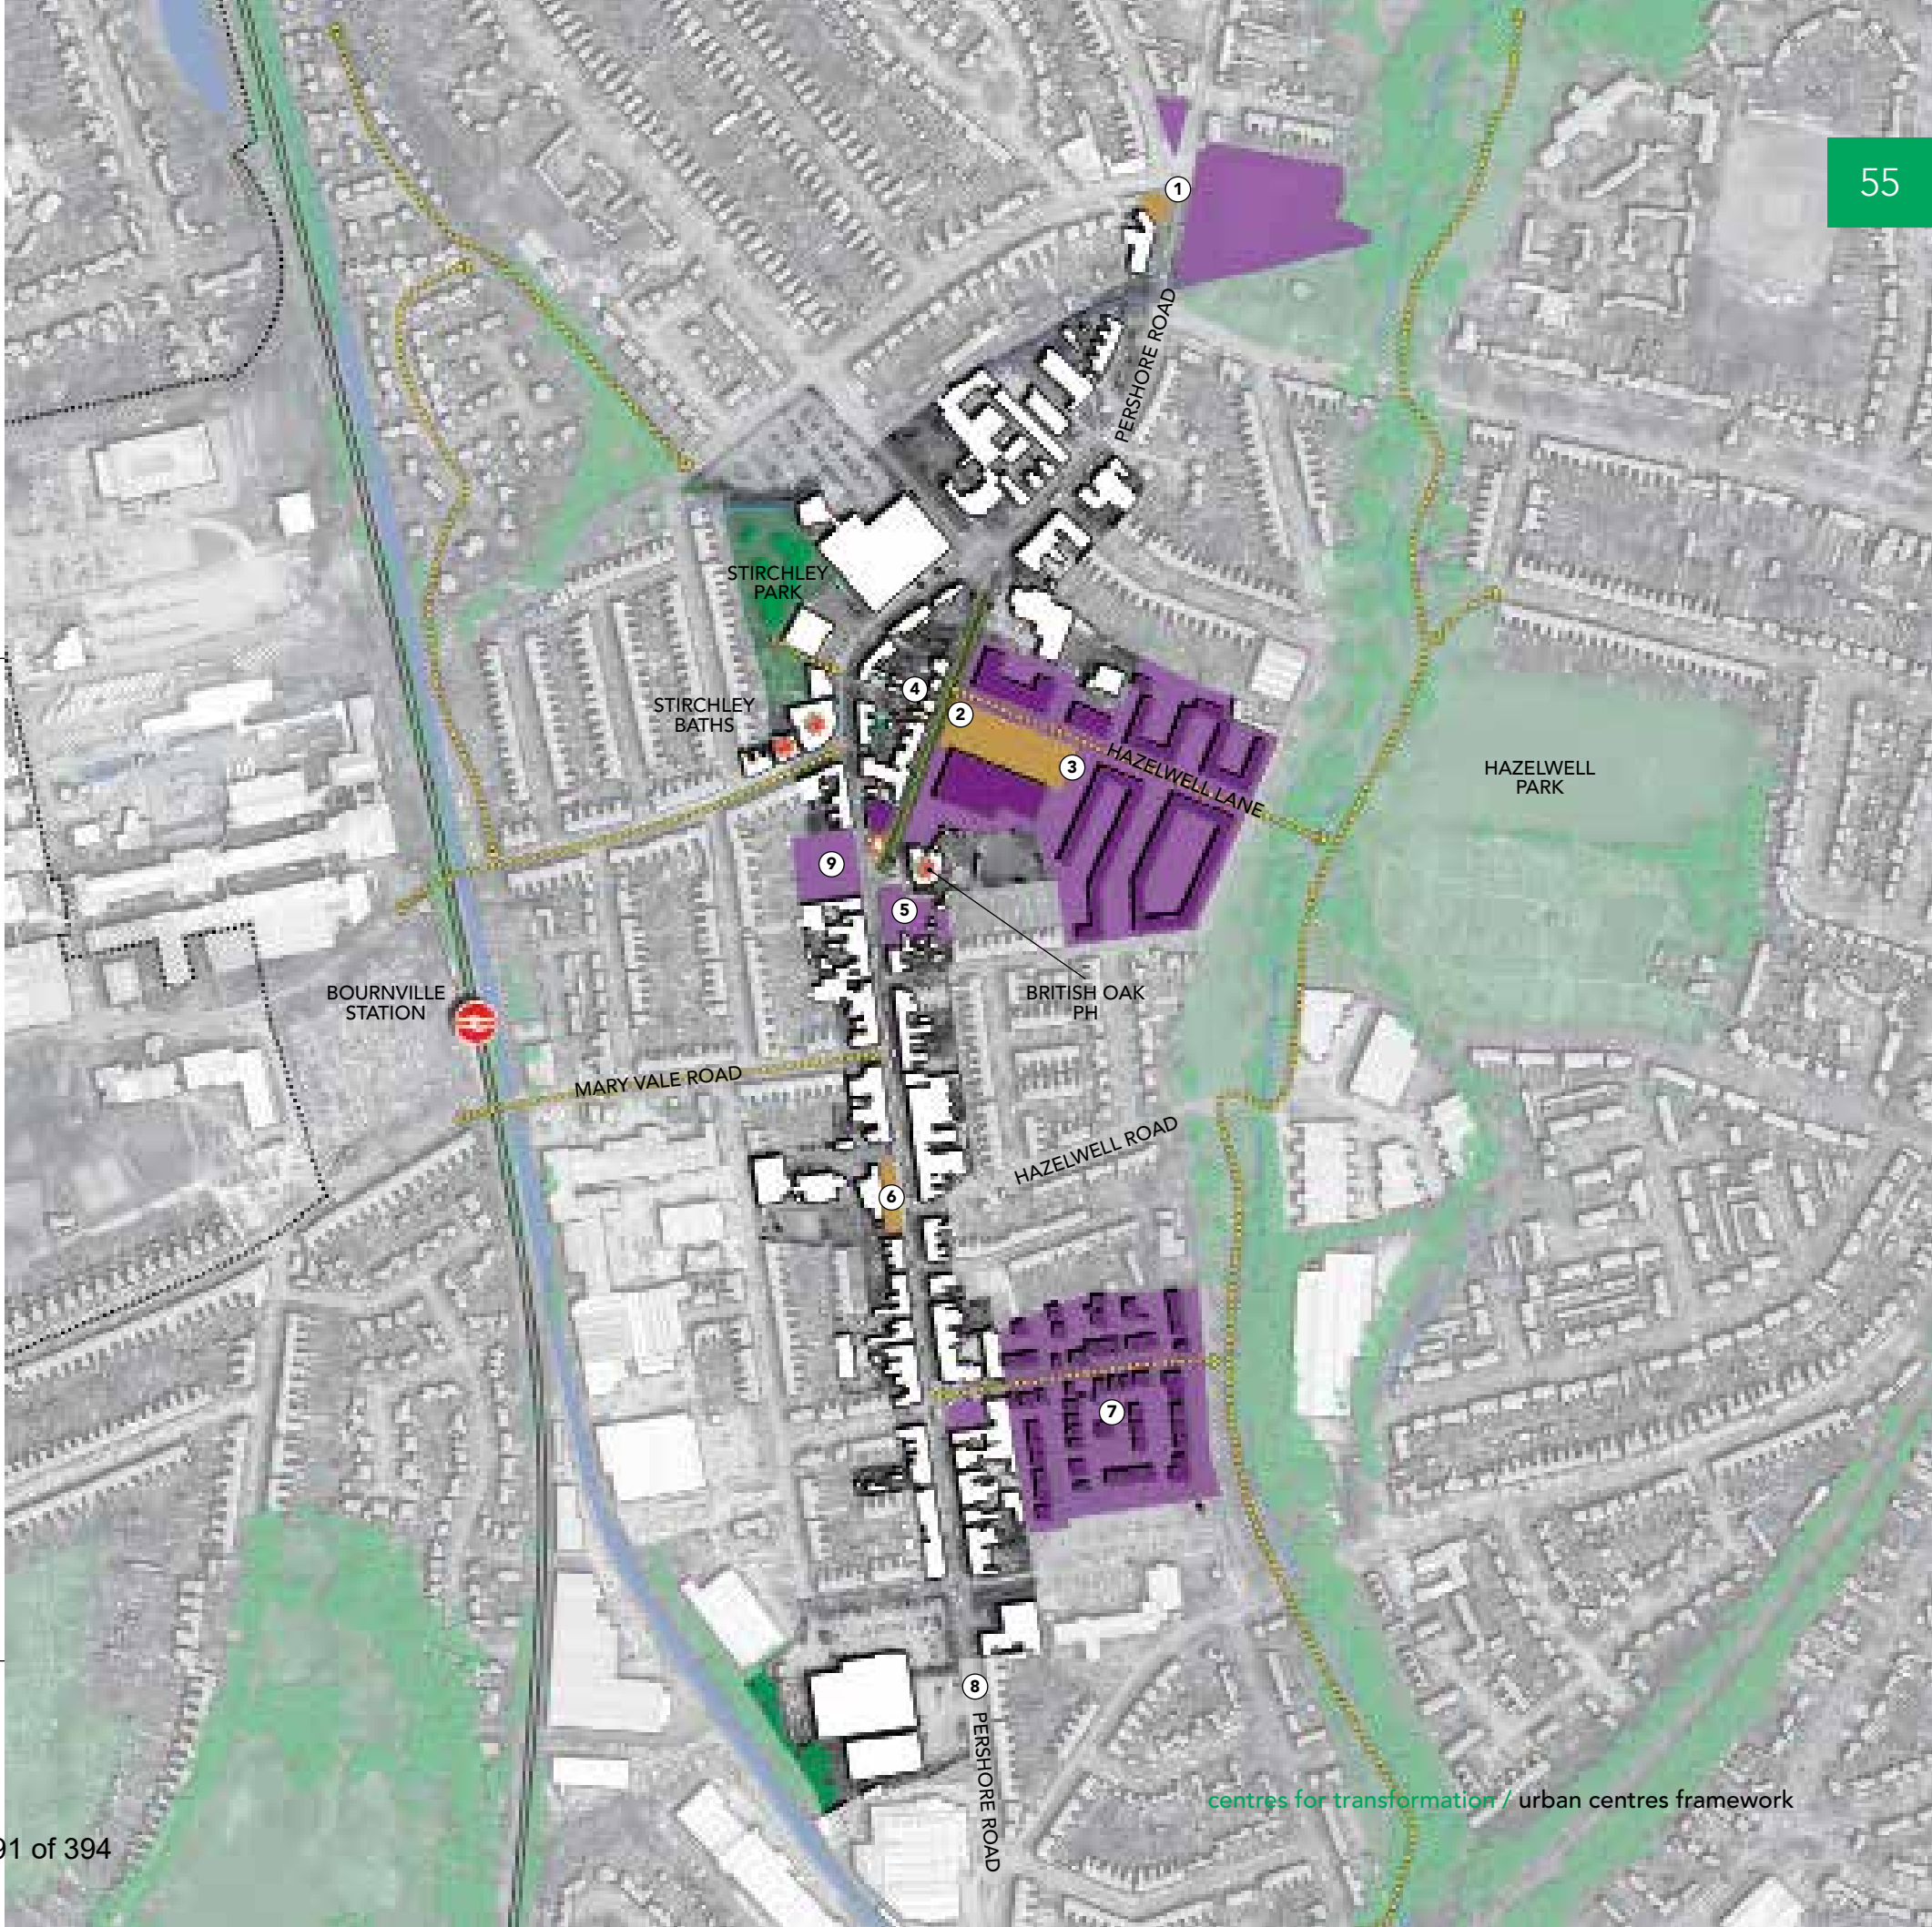 55
1
PERSHORE ROAD
STIRCHLEY
PARK
4
STIRCHLEY
BATHS
2
3
HAZELWELL LANE
HAZELWELL
PARK
9
5
BOURNVILLE
STATION
BRITISH OAK
PH
MARY VALE ROAD
HAZELWELL ROAD
6
7
8
PERSHORE ROAD
centres for transformation / urban centres framework
91 of 394